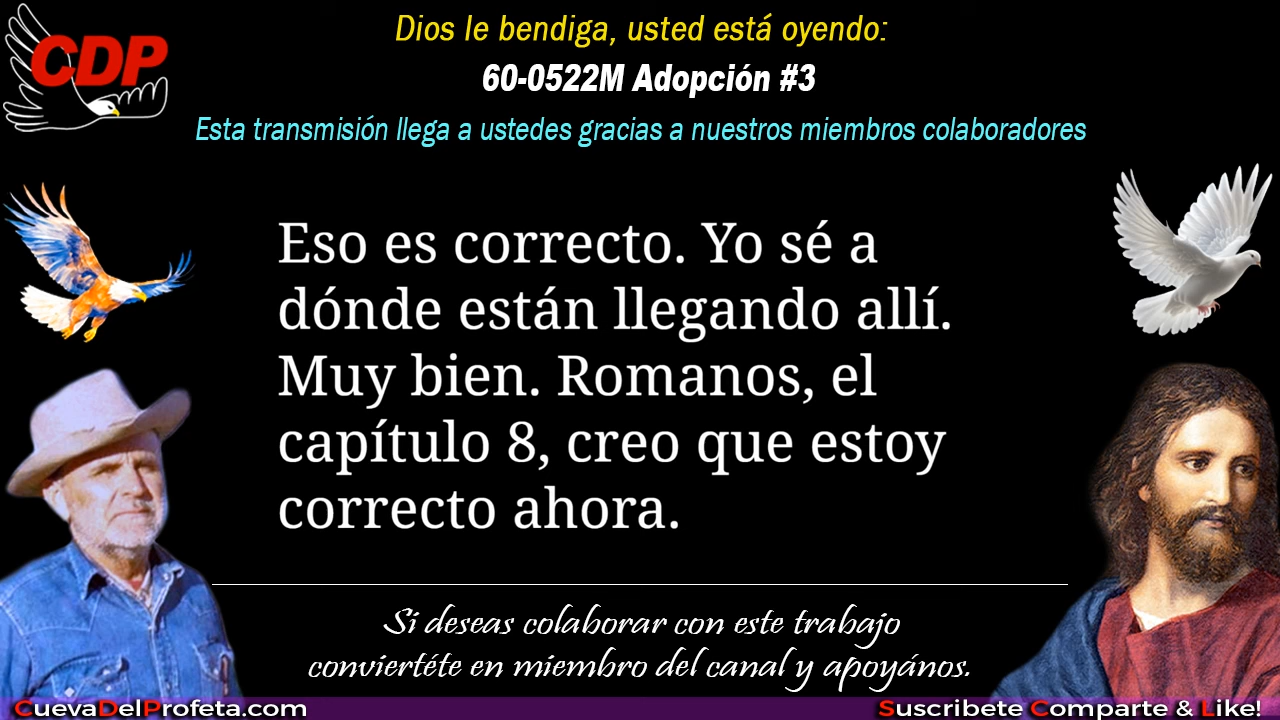 CDP
Dios le bendiga, usted está oyendo:
60-0522M Adopción #3
Esta transmisión llega a ustedes gracias a nuestros miembros colaboradores
Eso es correcto. Yo sé a
dónde están llegando allí.
Muy bien. Romanos, el
capítulo 8, creo que estoy
correcto ahora.
Si deseas colaborar con este trabajo
conviertéte en miembro del canal y apoyános.
CuevaDelProfeta.com
Suscribete Comparte & Like!